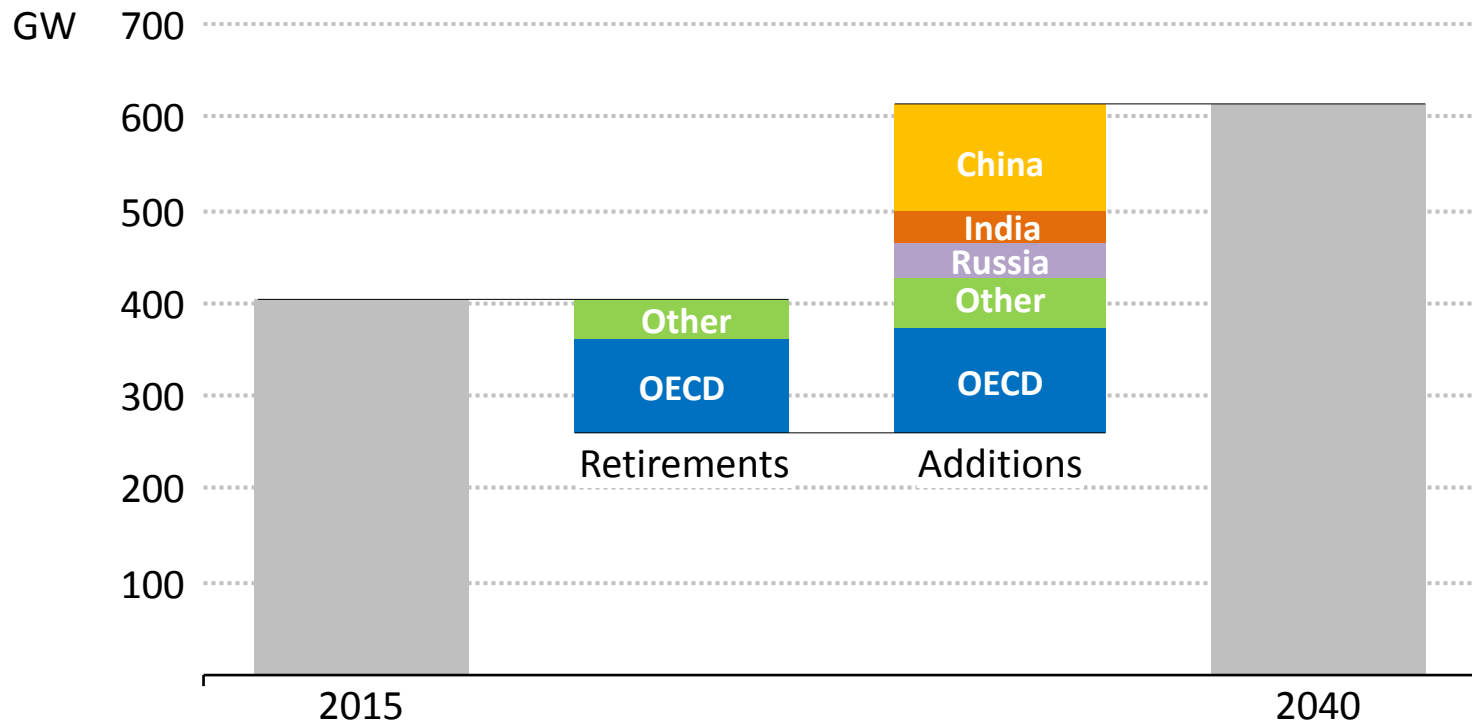 GW 700
600
China
500
India
Russia
400
Other
Other
OECD
OECD
300
Retirements
Additions
200
100
2015
2040